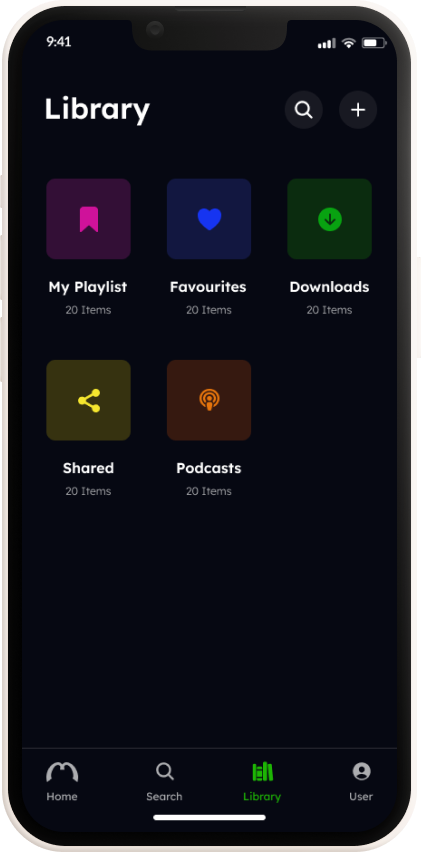 9:41
Library
My Playlist
20 Items
Favourites
20 Items
Downloads
20 Items
Shared
20 Items
Podcasts
20 Items
Home
Search
Library
User